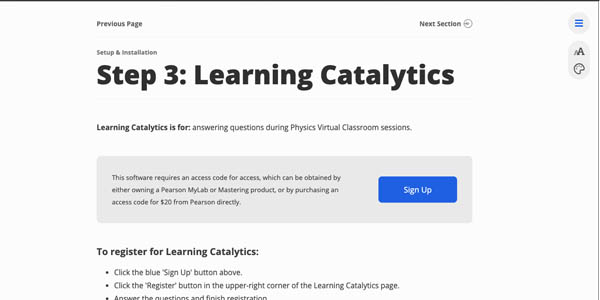 Previous Page
Next Section
Setup & Installation
Step 3: Learning Catalytics
Learning Catalytics is for: answering questions during Physics Virtual Classroom sessions.
This software requires an access code for access, which can be obtained by
either owning a Pearson MyLab or Mastering product, or by purchasing an
access code for $20 from Pearson directly.
Sign Up
To register for Learning Catalytics:
• Click the blue 'Sign Up' button above.
• Click the 'Register' button in the upper-right corner of the Learning Catalytics page.
• Answer the questions and finish registration.
AA